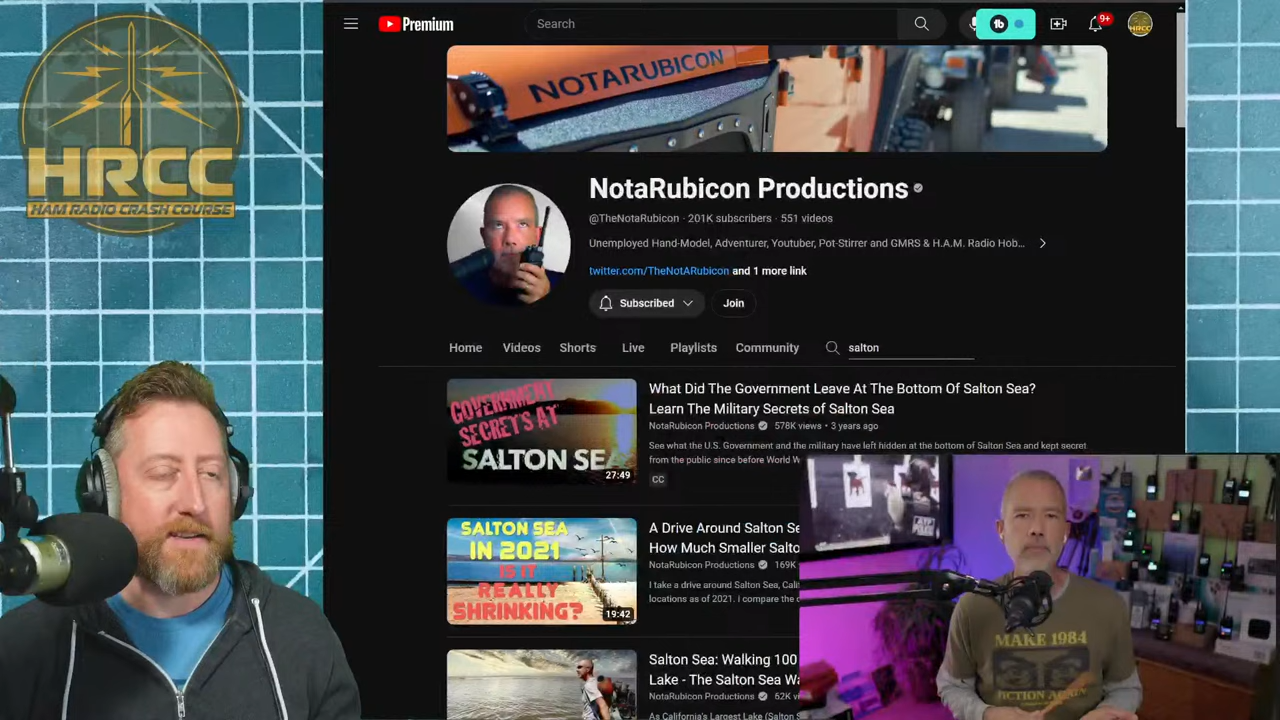 HRCC
HAM RADIO CRASH COURSE
Premium
Search
9+
NOTARUBICON
NotaRubicon Productions
@TheNotaRubicon · 201K subscribers · 551 videos
Unemployed Hand-Model, Adventurer, Youtuber, Pot-Stirrer and GMRS & H.A.M. Radio Hob...
twitter.com/TheNotARubicon and 1 more link
Subscribed
Join
Home
Videos
Shorts
Live
Playlists
Community
salton
GOVERNMENT
SECRET'S AT
SALTON SEA
27:49
What Did The Government Leave At The Bottom Of Salton Sea?
Learn The Military Secrets of Salton Sea
NotaRubicon Productions
578K views • 3 years ago
See what the U.S. Government and the military have left hidden at the bottom of Salton Sea and kept secret
from the public since before World W
CC
SALTON SEA
IN 2021
IS IT
REALLY
SHRINKING?
19:42
A Drive Around Salton Se
How Much Smaller Salto
NotaRubicon Productions
169K
I take a drive around Salton Sea, Calif
locations as of 2021. i compare the c
Salton Sea: Walking 100
Lake - The Salton Sea Wa
NotaRubicon Productions
62K v
As California's Largest Lake (Salton
MAKE 1984
FICTION AGAIN